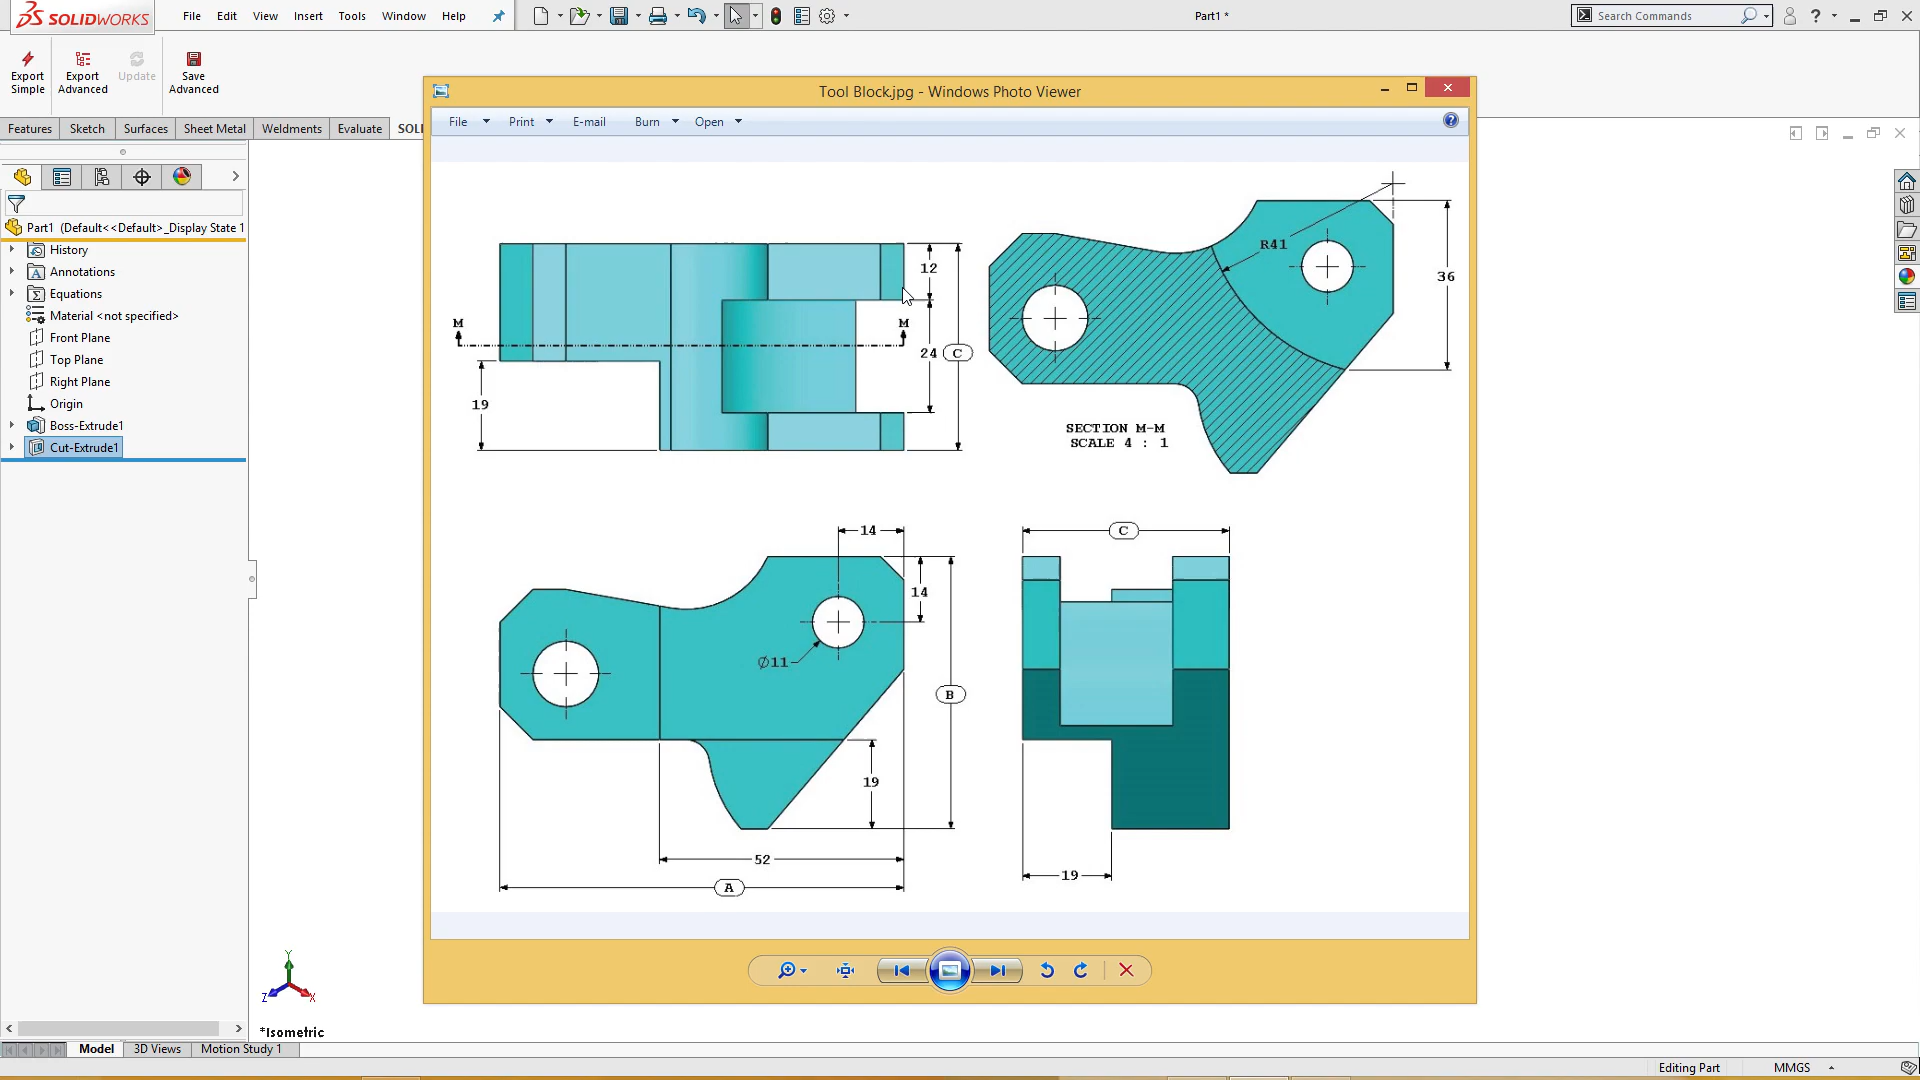 SOLIDWORKS
File Edit View Insert Tools Window Help
Part1 *
Search Commands
?
Export Simple
Export Advanced
Update
Save Advanced
Features Sketch Surfaces Sheet Metal Weldments Evaluate SOL
Part1 (Default<<Default>_Display State 1
History
Annotations
Equations
Material <not specified>
Front Plane
Top Plane
Right Plane
Origin
Boss-Extrude1
Cut-Extrude1
Tool Block.jpg - Windows Photo Viewer
File Print E-mail Burn Open
12
M
M
24
C
19
R41
36
SECTION M-M
SCALE 4 : 1
14
14
Ø11
B
19
52
A
C
19
Y
Z
X
*Isometric
Model 3D Views Motion Study 1
Editing Part
MMGS